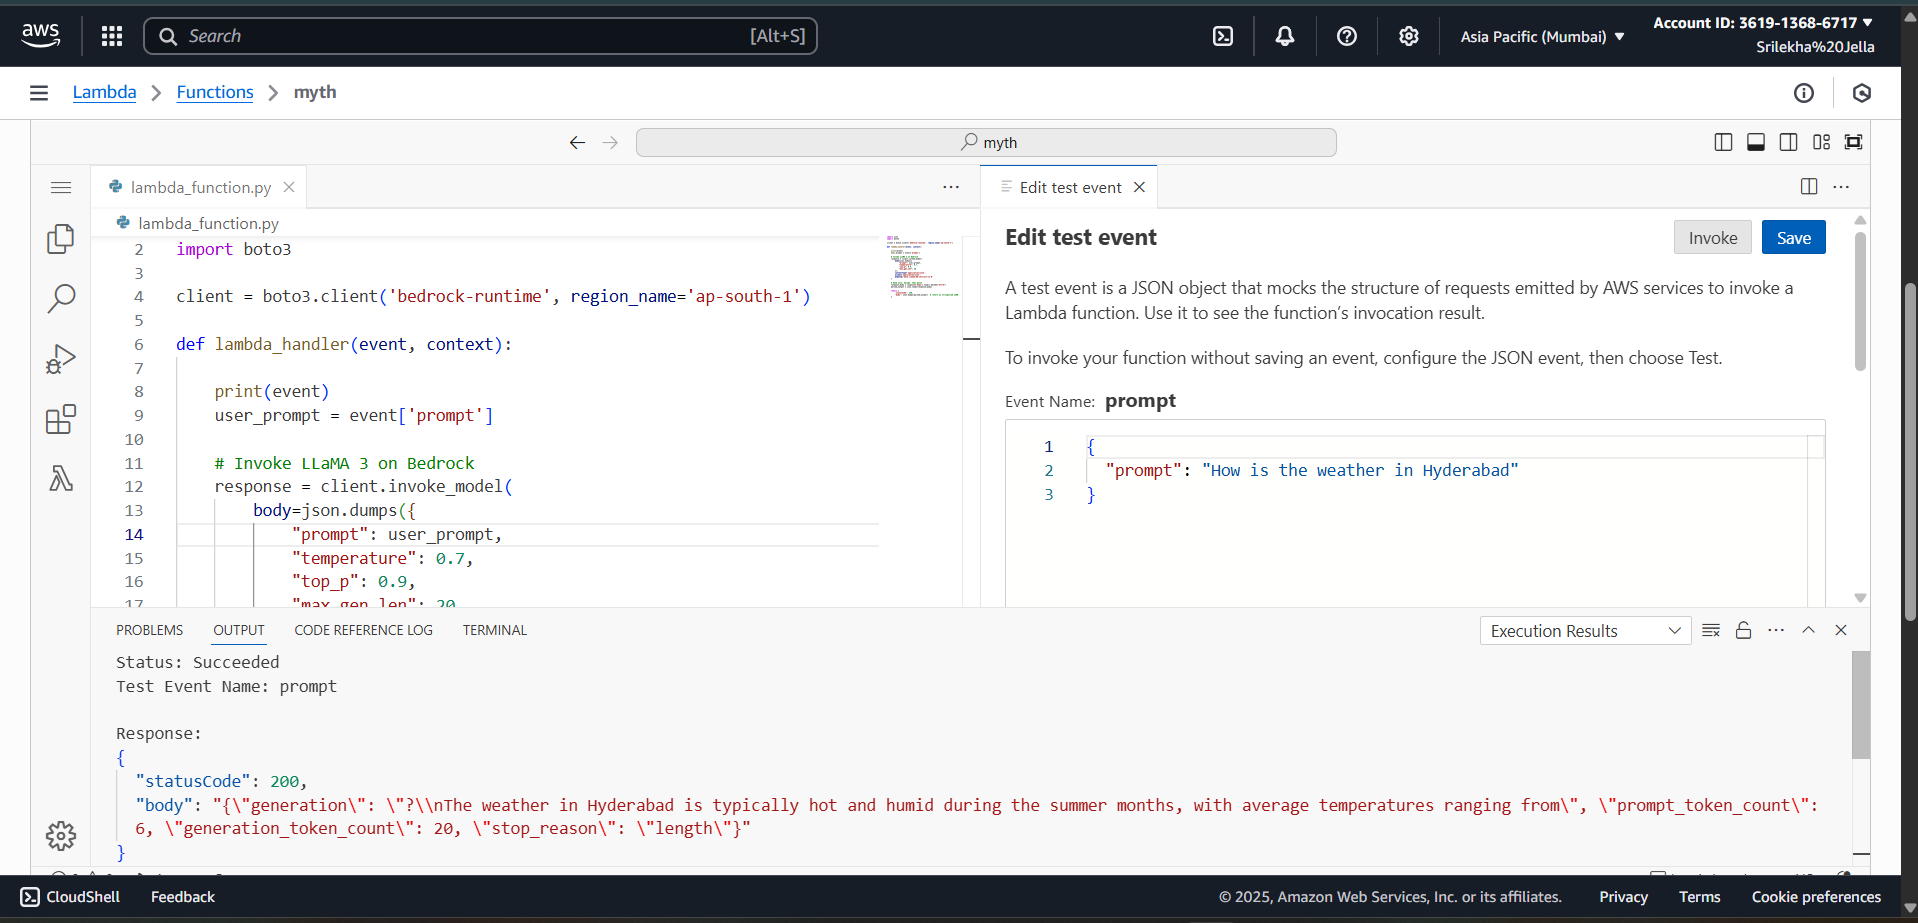 aws
Search
[Alt+S]
Asia Pacific (Mumbai)
Account ID: 3619-1368-6717
Srilekha%20Jella
Lambda
Functions
myth
myth
lambda_function.py
lambda_function.py
2 import boto3
3
4 client = boto3.client('bedrock-runtime', region_name='ap-south-1')
5
6 def lambda_handler(event, context):
7
8 print(event)
9 user_prompt = event['prompt']
10
11 # Invoke LLaMA 3 on Bedrock
12 response = client.invoke_model(
13 body=json.dumps({
14 "prompt": user_prompt,
15 "temperature": 0.7,
16 "top_p": 0.9,
17 "max_gen_len": 20
Edit test event
Edit test event
Invoke
Save
A test event is a JSON object that mocks the structure of requests emitted by AWS services to invoke a
Lambda function. Use it to see the function’s invocation result.
To invoke your function without saving an event, configure the JSON event, then choose Test.
Event Name: prompt
1 {
2 "prompt": "How is the weather in Hyderabad"
3 }
PROBLEMS
OUTPUT
CODE REFERENCE LOG
TERMINAL
Execution Results
Status: Succeeded
Test Event Name: prompt
Response:
{
"statusCode": 200,
"body": "{\"generation\": \"?\\nThe weather in Hyderabad is typically hot and humid during the summer months, with average temperatures ranging from\", \"prompt_token_count\":
6, \"generation_token_count\": 20, \"stop_reason\": \"length\"}"
}
CloudShell
Feedback
© 2025, Amazon Web Services, Inc. or its affiliates.
Privacy
Terms
Cookie preferences